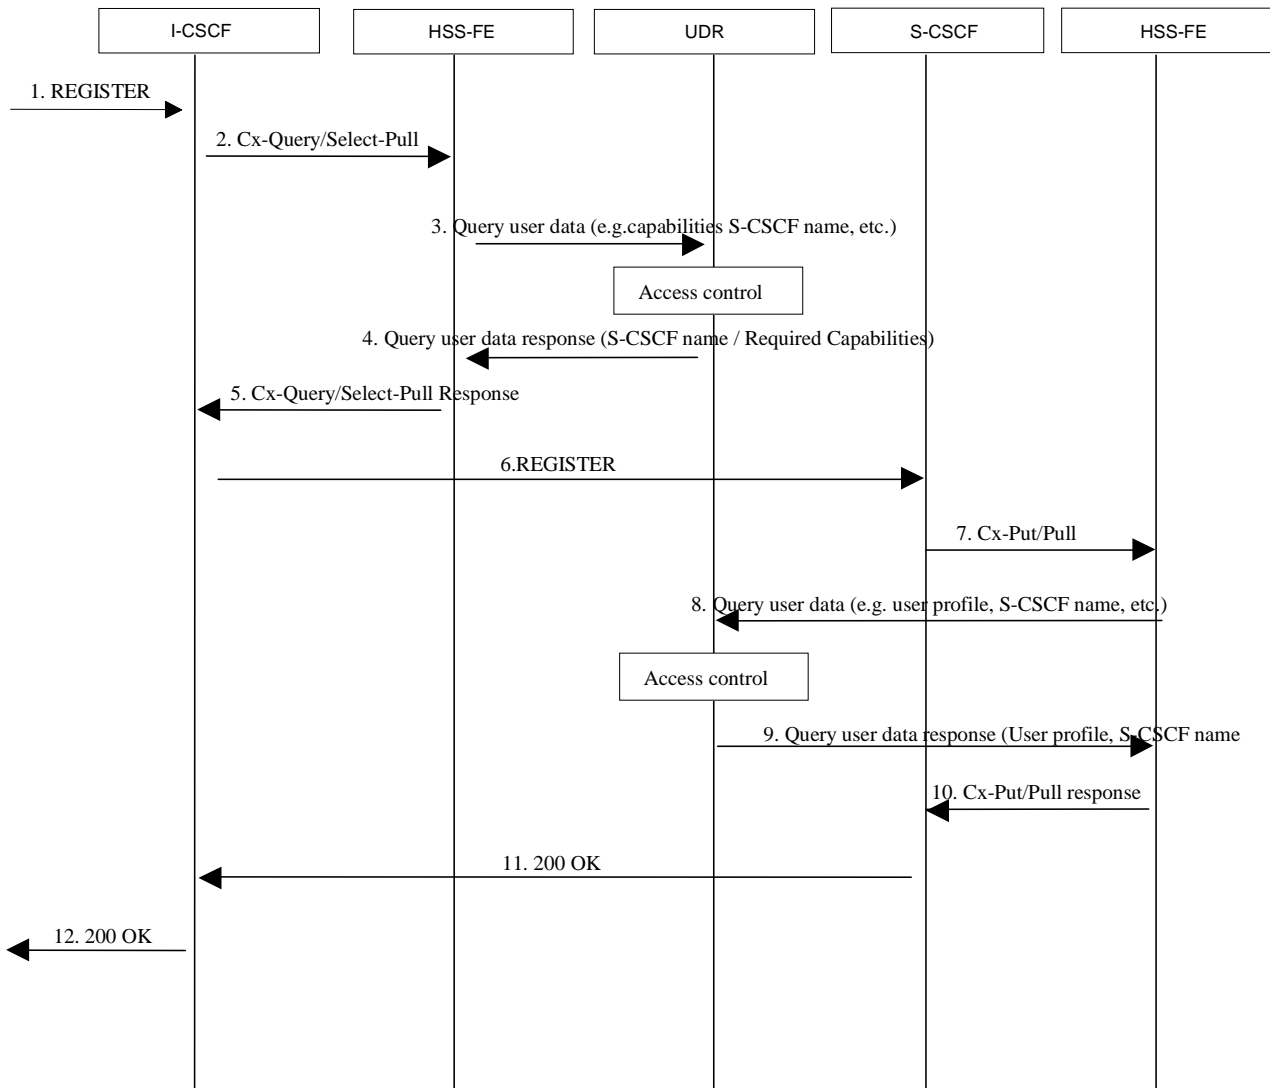 I-CSCF
HSS-FE
UDR
S-CSCF
HSS-FE
1. REGISTER
2. Cx-Query/Select-Pull
3. Query user data (e.g.capabilities S-CSCF name, etc.)
Access control
4. Query user data response (S-CSCF name / Required Capabilities)
5. Cx-Query/Select-Pull Response
6.REGISTER
7. Cx-Put/Pull
8. Query user data (e.g. user profile, S-CSCF name, etc.)
Access control
9. Query user data response (User profile, S-CSCF name
10. Cx-Put/Pull response
11. 200 OK
12. 200 OK